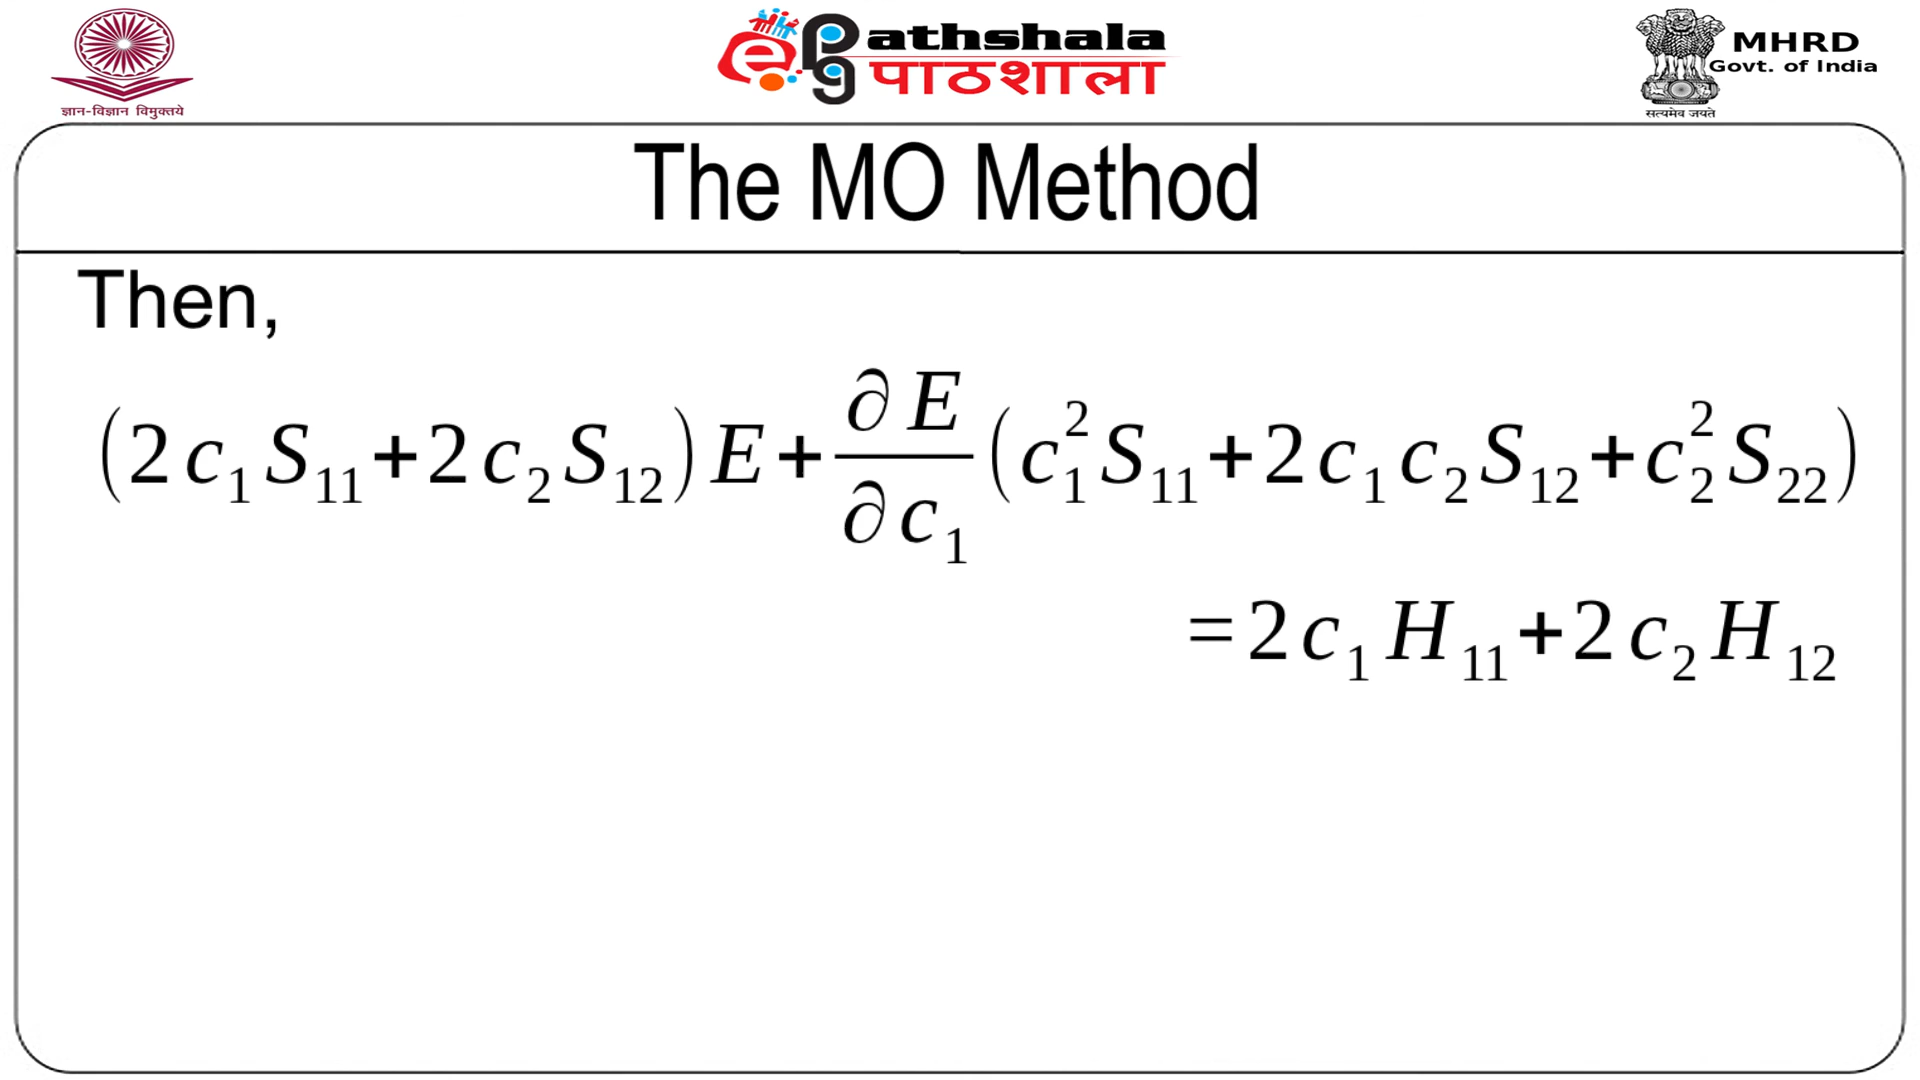 ज्ञान-विज्ञान विमुक्तये
ePg athshala
पाठशाला
MHRD
Govt. of India
सत्यमेव जयते
The MO Method
Then,
(2c₁S₁₁+2c₂S₁₂)E+∂E/∂c₁(c₁²S₁₁+2c₁c₂S₁₂+c₂²S₂₂)
=2c₁H₁₁+2c₂H₁₂